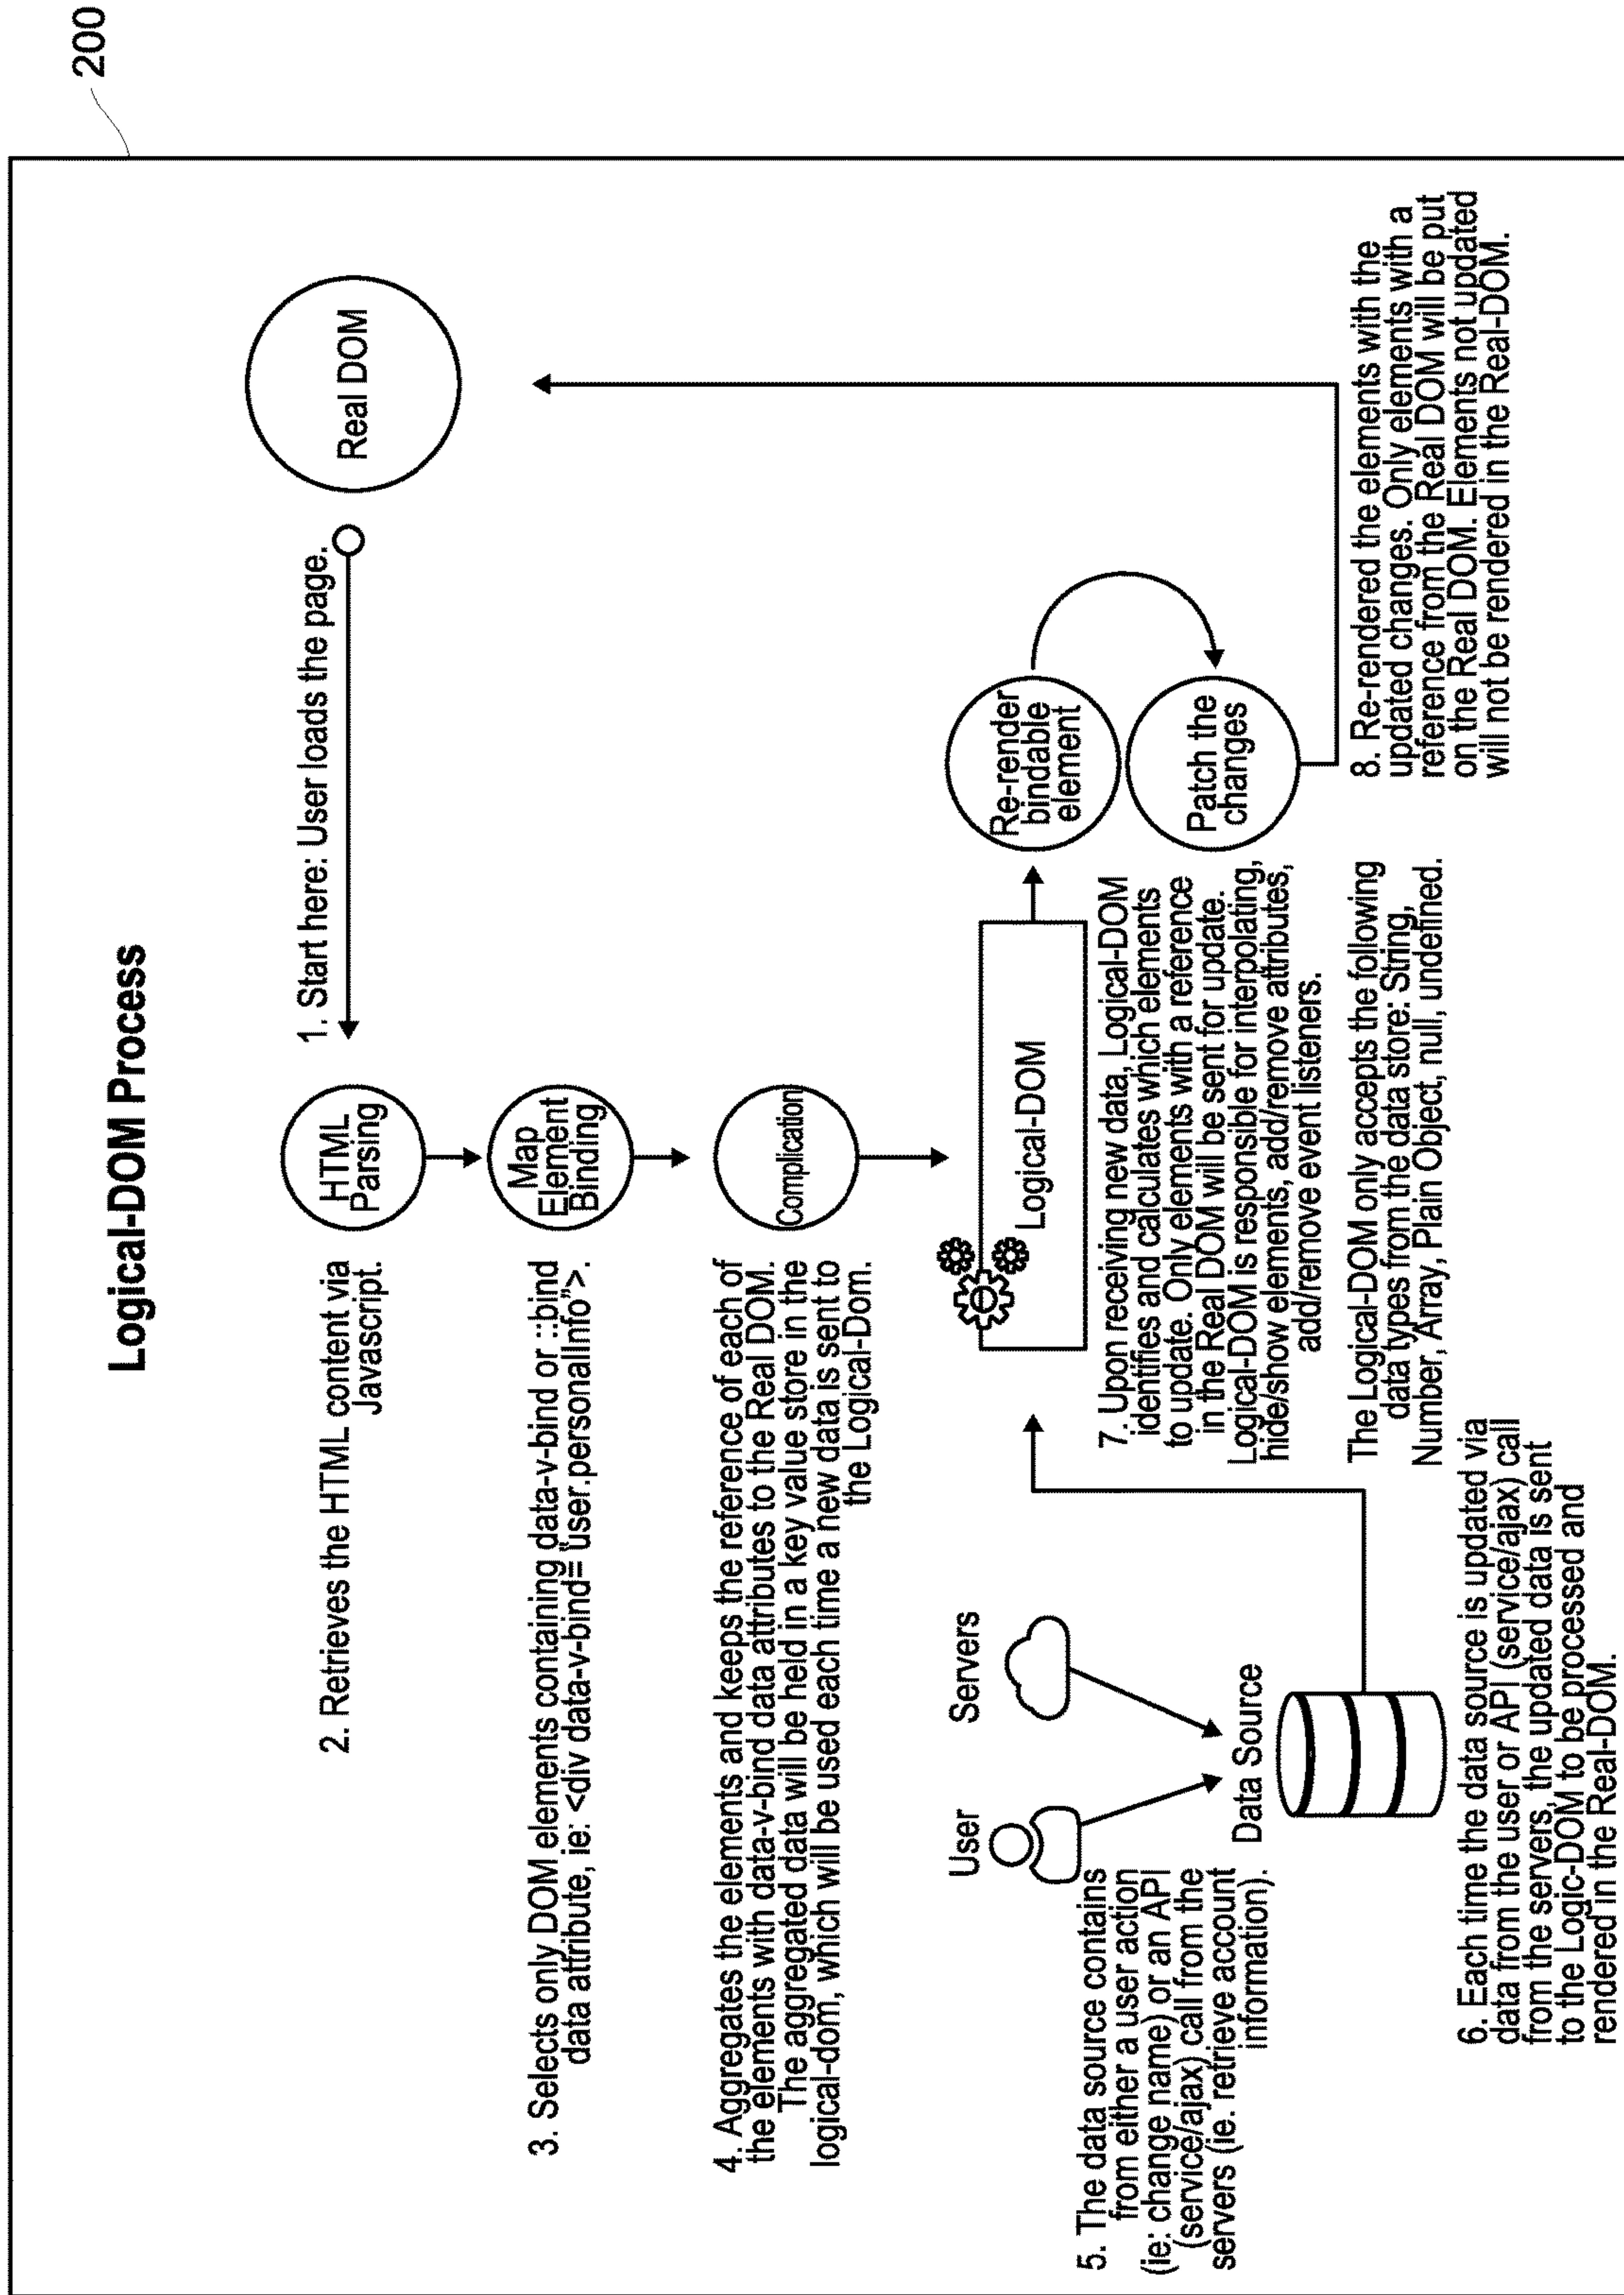 200
Logical-DOM Process
1. Start here: User loads the page.
Real DOM
HTML
Parsing
2. Retrieves the HTML content via
Javascript.
Map
Element
Binding
3. Selects only DOM elements containing data-v-bind or ::bind
data attribute, ie: <div data-v-bind="user.personalInfo">.
Complication
4. Aggregates the elements and keeps the reference of each of
the elements with data-v-bind data attributes to the Real DOM.
The aggregated data will be held in a key value store in the
logical-dom, which will be used each time a new data is sent to
the Logical-Dom.
Logical-DOM
User
Servers
Data Source
5. The data source contains
from either a user action
(ie: change name) or an API
(service/ajax) call from the
servers (ie. retrieve account
information).
6. Each time the data source is updated via
data from the user or API (service/ajax) call
from the servers, the updated data is sent
to the Logic-DOM to be processed and
rendered in the Real-DOM.
7. Upon receiving new data, Logical-DOM
identifies and calculates which elements
to update. Only elements with a reference
in the Real DOM will be sent for update.
Logical-DOM is responsible for interpolating,
hide/show elements, add/remove attributes,
add/remove event listeners.
The Logical-DOM only accepts the following
data types from the data store: String,
Number, Array, Plain Object, null, undefined.
Re-render
bindable
element
Patch the
changes
8. Re-rendered the elements with the
updated changes. Only elements with a
reference from the Real DOM will be put
on the Real DOM. Elements not updated
will not be rendered in the Real-DOM.